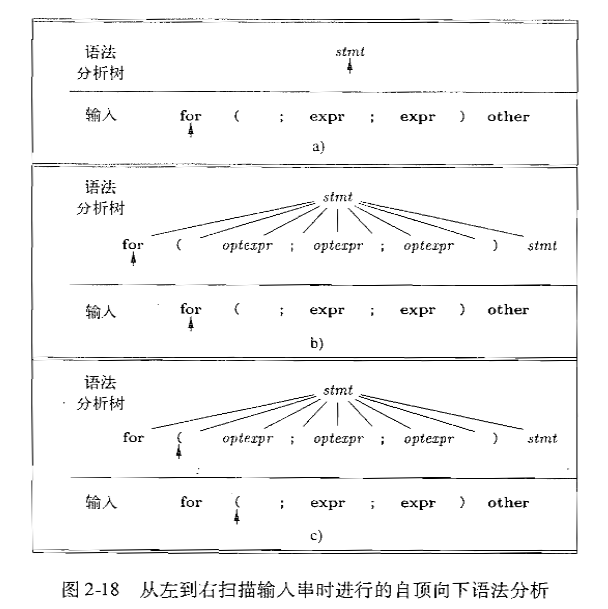 语法
分析树
stmt
输入 for ( ; expr ; expr ) other
a)
语法
分析树
stmt
for ( optexpr ; optexpr ; optexpr ) stmt
输入 for ( ; expr ; expr ) other
b)
语法
分析树
stmt
for ( optexpr ; optexpr ; optexpr ) stmt
输入 for ( ; expr ; expr ) other
c)
图 2-18 从左到右扫描输入串时进行的自顶向下语法分析